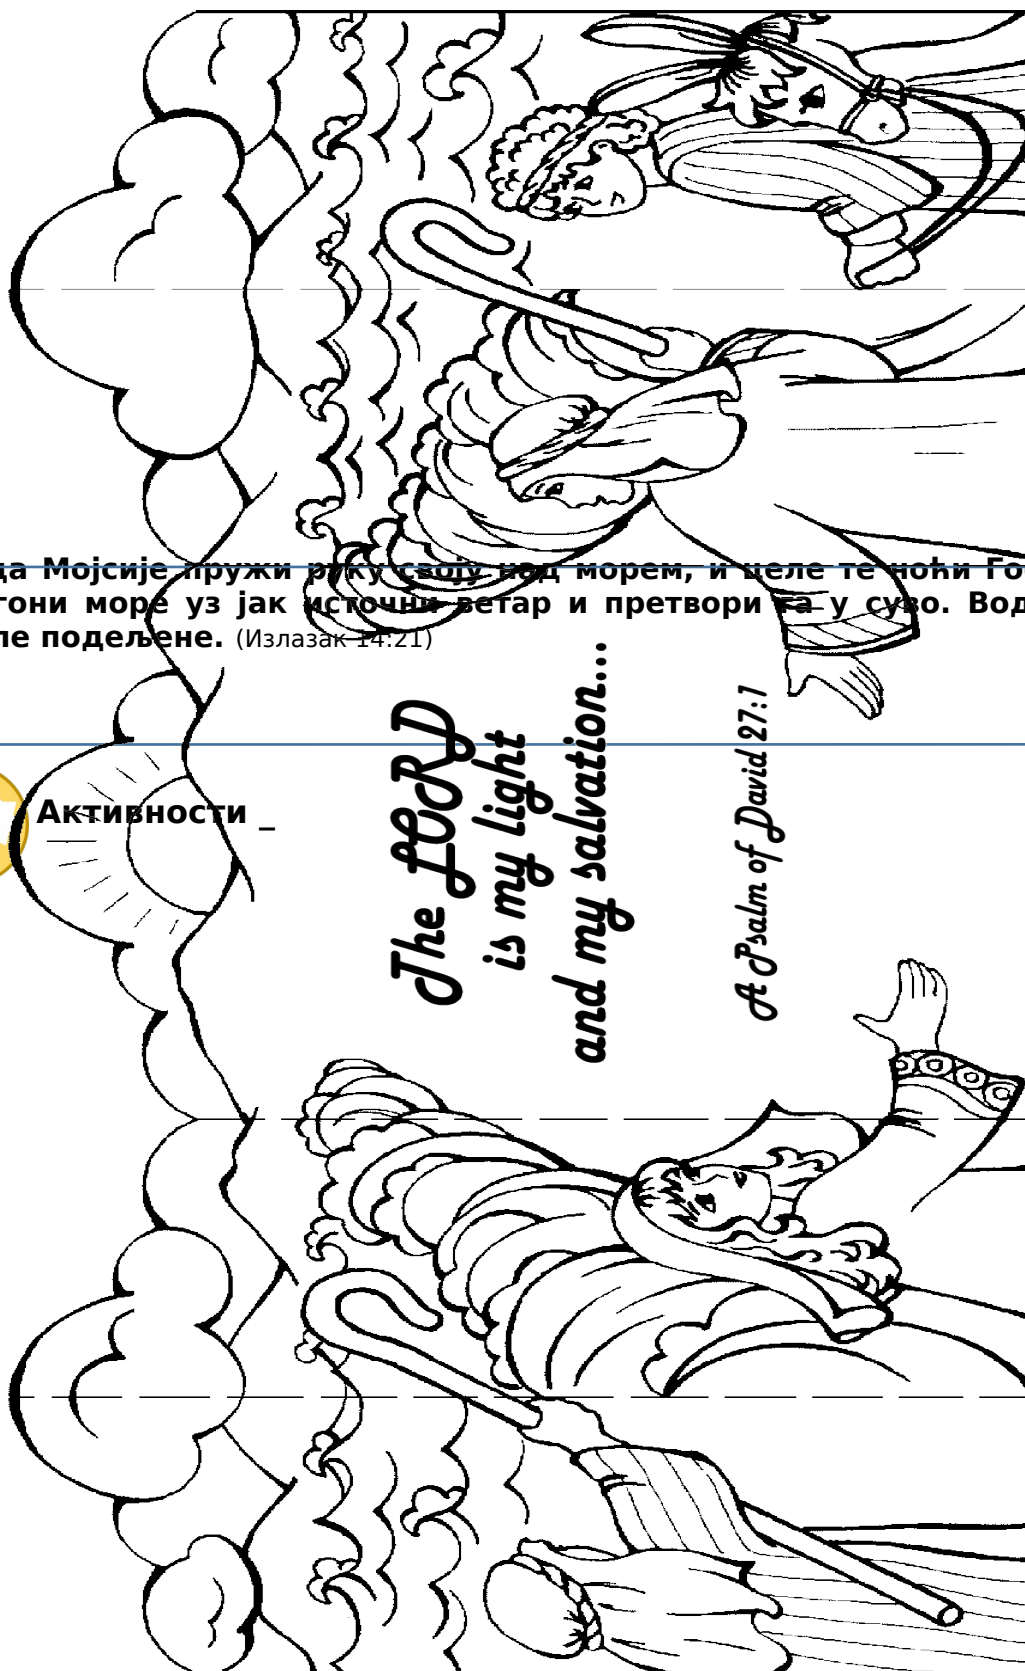 да Мојсије пружи руку своју над морем, и целе те ноћи Го
гони море уз јак источни ветар и претвори га у суво. Вод
ле подељене. (Излазак 14:21)
Активности _
The LORD
is my light
and my salvation...
A Psalm of David 27:1